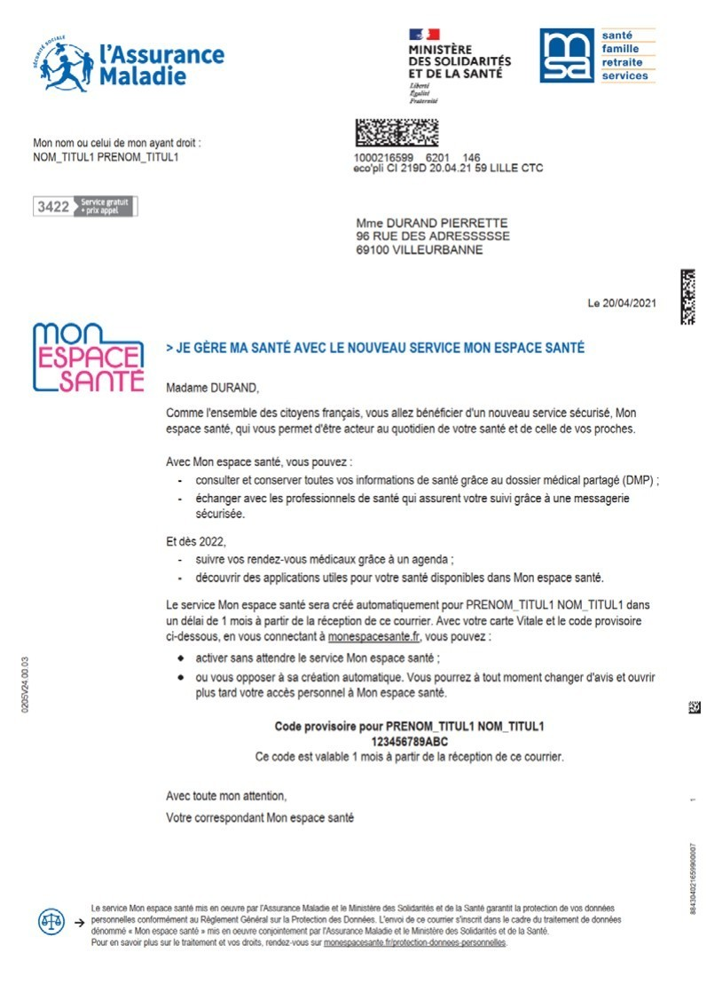 SÉCURITÉ SOCIALE
l'Assurance
Maladie
MINISTÈRE
DES SOLIDARITÉS
ET DE LA SANTÉ
Liberté
Égalité
Fraternité
msa
santé
famille
retraite
services
Mon nom ou celui de mon ayant droit :
NOM_TITUL1 PRENOM_TITUL1
1000216599 6201 146
eco'pli CI 219D 20.04.21 59 LILLE CTC
3422 Service gratuit
+ prix appel
Mme DURAND PIERRETTE
96 RUE DES ADRESSSSSE
69100 VILLEURBANNE
Le 20/04/2021
mon
ESPACE
SANTÉ
> JE GÈRE MA SANTÉ AVEC LE NOUVEAU SERVICE MON ESPACE SANTÉ
Madame DURAND,
Comme l'ensemble des citoyens français, vous allez bénéficier d'un nouveau service sécurisé, Mon
espace santé, qui vous permet d'être acteur au quotidien de votre santé et de celle de vos proches.
Avec Mon espace santé, vous pouvez :
- consulter et conserver toutes vos informations de santé grâce au dossier médical partagé (DMP) ;
- échanger avec les professionnels de santé qui assurent votre suivi grâce à une messagerie
sécurisée.
Et dès 2022,
- suivre vos rendez-vous médicaux grâce à un agenda ;
- découvrir des applications utiles pour votre santé disponibles dans Mon espace santé.
Le service Mon espace santé sera créé automatiquement pour PRENOM_TITUL1 NOM_TITUL1 dans
un délai de 1 mois à partir de la réception de ce courrier. Avec votre carte Vitale et le code provisoire
ci-dessous, en vous connectant à monespacesante.fr, vous pouvez :
◆ activer sans attendre le service Mon espace santé ;
◆ ou vous opposer à sa création automatique. Vous pourrez à tout moment changer d'avis et ouvrir
plus tard votre accès personnel à Mon espace santé.
Code provisoire pour PRENOM_TITUL1 NOM_TITUL1
123456789ABC
Ce code est valable 1 mois à partir de la réception de ce courrier.
Avec toute mon attention,
Votre correspondant Mon espace santé
0205V24.00.03
1
884304021659900007
→ Le service Mon espace santé mis en oeuvre par l'Assurance Maladie et le Ministère des Solidarités et de la Santé garantit la protection de vos données
personnelles conformément au Règlement Général sur la Protection des Données. L'envoi de ce courrier s'inscrit dans le cadre du traitement de données
dénommé « Mon espace santé » mis en oeuvre conjointement par l'Assurance Maladie et le Ministère des Solidarités et de la Santé.
Pour en savoir plus sur le traitement et vos droits, rendez-vous sur monespacesante.fr/protection-donnees-personnelles.